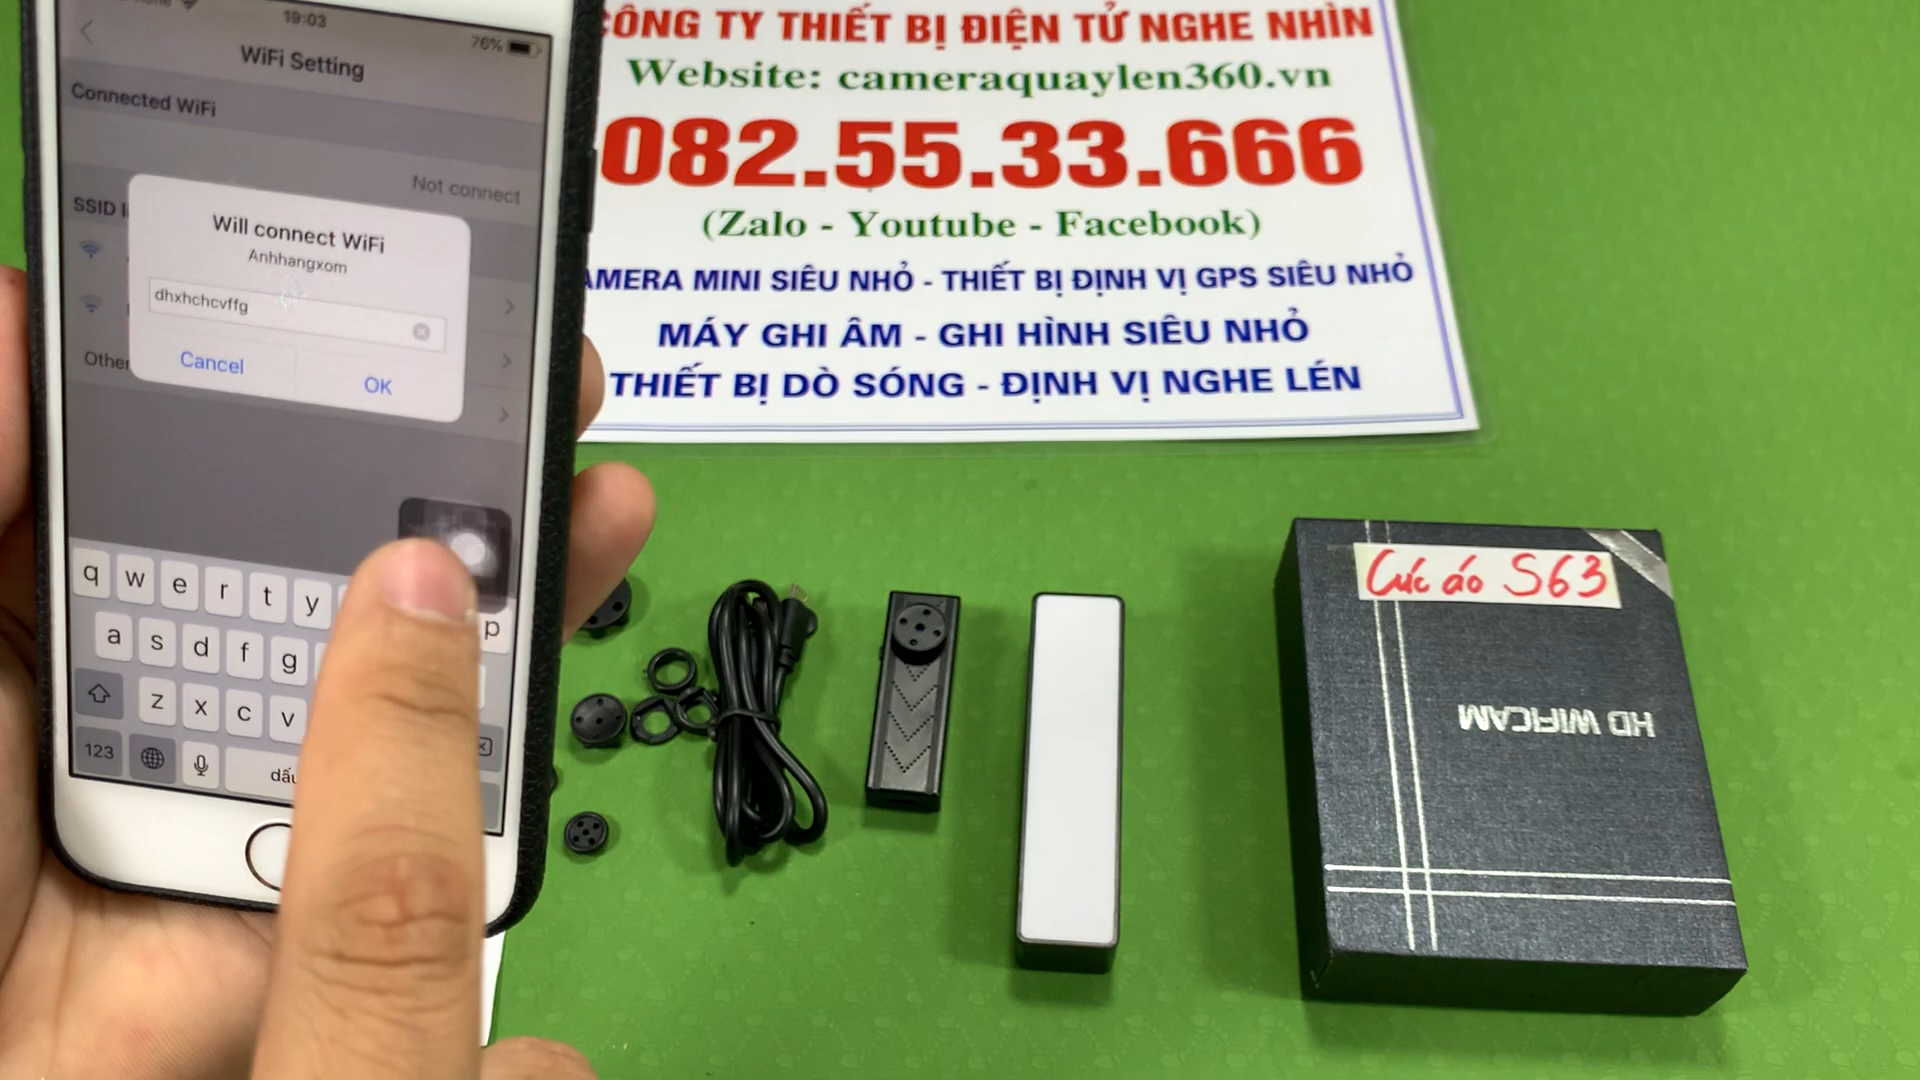 19:03
76%
WiFi Setting
Connected WiFi
Not connect
SSID
Will connect WiFi
Anhhangxom
dhxhchcvffg
Cancel
OK
Other
q w e r t y p
a s d f g
z x c v
123
CÔNG TY THIẾT BỊ ĐIỆN TỬ NGHE NHÌN
Website: cameraquaylen360.vn
082.55.33.666
(Zalo - Youtube - Facebook)
CAMERA MINI SIÊU NHỎ - THIẾT BỊ ĐỊNH VỊ GPS SIÊU NHỎ
MÁY GHI ÂM - GHI HÌNH SIÊU NHỎ
THIẾT BỊ DÒ SÓNG - ĐỊNH VỊ NGHE LÉN
Cúc áo S63
HD WIFICAM